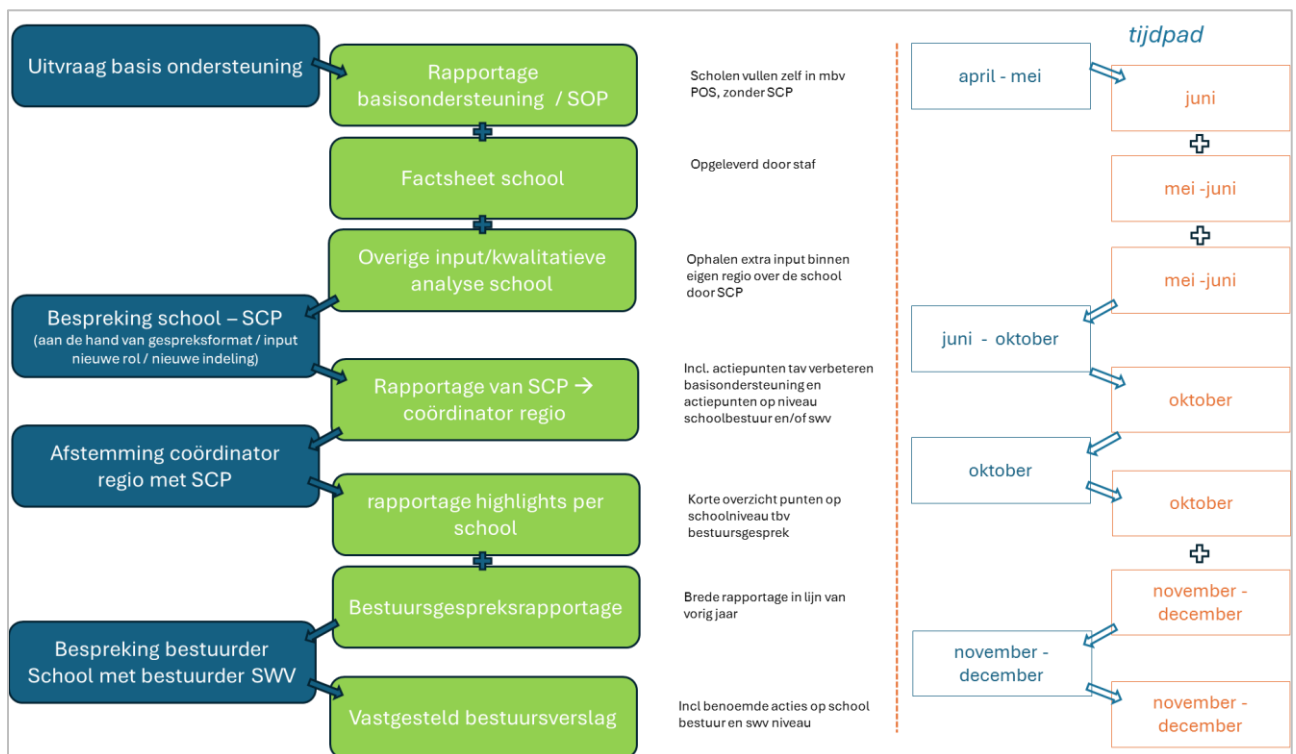 tijdpad
Uitvraag basis ondersteuning
Rapportage
basisondersteuning / SOP
Scholen vullen zelf in mbv
POS, zonder SCP
april - mei
juni
Factsheet school
Opgeleverd door staf
mei -juni
Overige input/kwalitatieve
analyse school
Ophalen extra input binnen
eigen regio over de school
door SCP
mei -juni
Bespreking school – SCP
(aan de hand van gespreksformat / input
nieuwe rol / nieuwe indeling)
juni - oktober
Rapportage van SCP →
coördinator regio
Incl. actiepunten tav verbeteren
basisondersteuning en
actiepunten op niveau
schoolbestuur en/of swv
oktober
Afstemming coördinator
regio met SCP
oktober
rapportage highlights per
school
Korte overzicht punten op
schoolniveau tbv
bestuursgesprek
oktober
Bestuursgespreksrapportage
Brede rapportage in lijn van
vorig jaar
november -
december
Bespreking bestuurder
School met bestuurder SWV
november -
december
Vastgesteld bestuursverslag
Incl benoemde acties op school
bestuur en swv niveau
november -
december